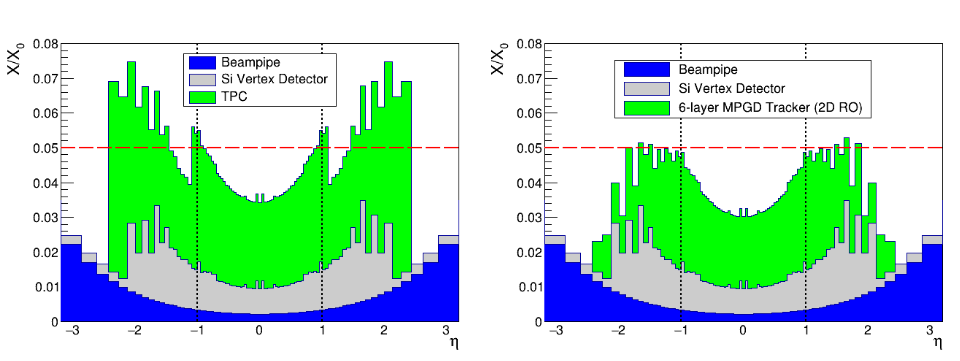 X/X0
0.08
0.07
0.06
0.05
0.04
0.03
0.02
0.01
0
Beampipe
Si Vertex Detector
TPC
−3 −2 −1 0 1 2 3
η
X/X0
0.08
0.07
0.06
0.05
0.04
0.03
0.02
0.01
0
Beampipe
Si Vertex Detector
6-layer MPGD Tracker (2D RO)
−3 −2 −1 0 1 2 3
η